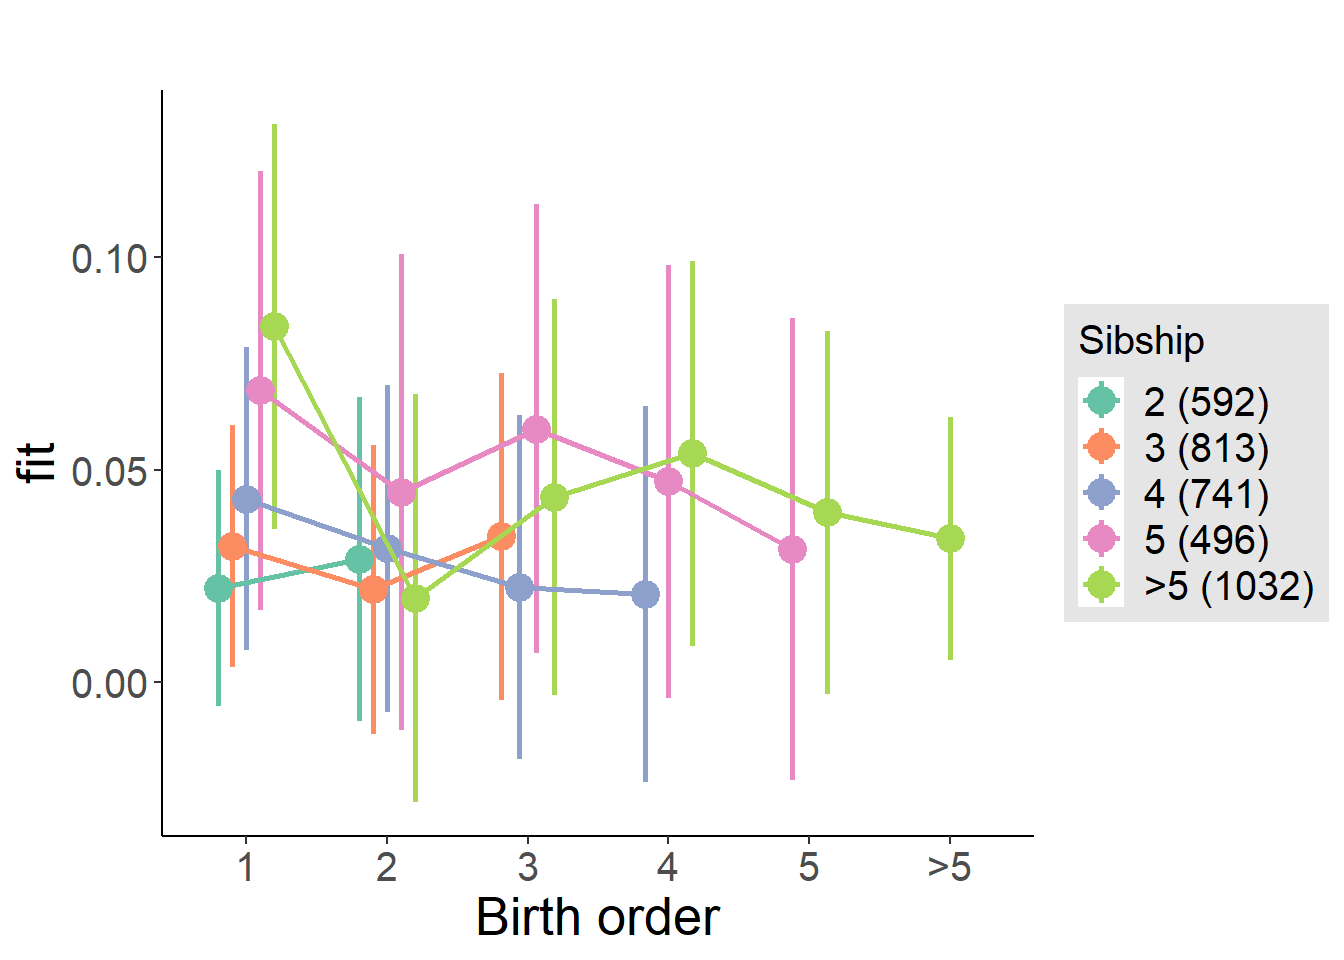 fit
0.10
0.05
0.00
1 2 3 4 5 >5
Birth order
Sibship
2 (592)
3 (813)
4 (741)
5 (496)
>5 (1032)